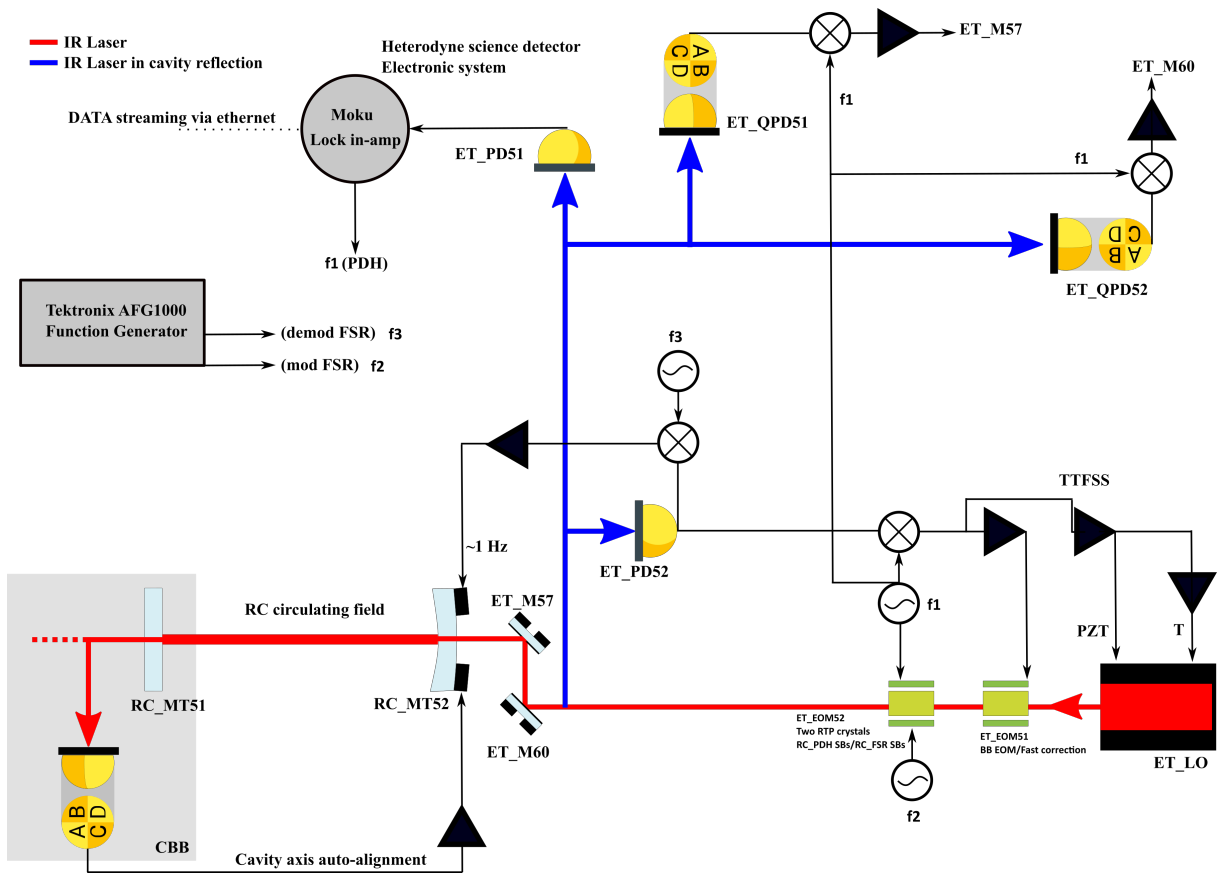 IR Laser
IR Laser in cavity reflection
Heterodyne science detector
Electronic system
DATA streaming via ethernet
Moku
Lock in-amp
ET_PD51
f1 (PDH)
A B
C D
ET_QPD51
ET_M57
f1
ET_M60
f1
A B
C D
ET_QPD52
Tektronix AFG1000
Function Generator
(demod FSR) f3
(mod FSR) f2
f3
~1 Hz
ET_PD52
TTFSS
f1
PZT
T
RC circulating field
ET_M57
RC_MT51
RC_MT52
ET_M60
ET_EOM52
Two RTP crystals
RC_PDH SBs/RC_FSR SBs
ET_EOM51
BB EOM/Fast correction
ET_LO
f2
A B
C D
CBB
Cavity axis auto-alignment